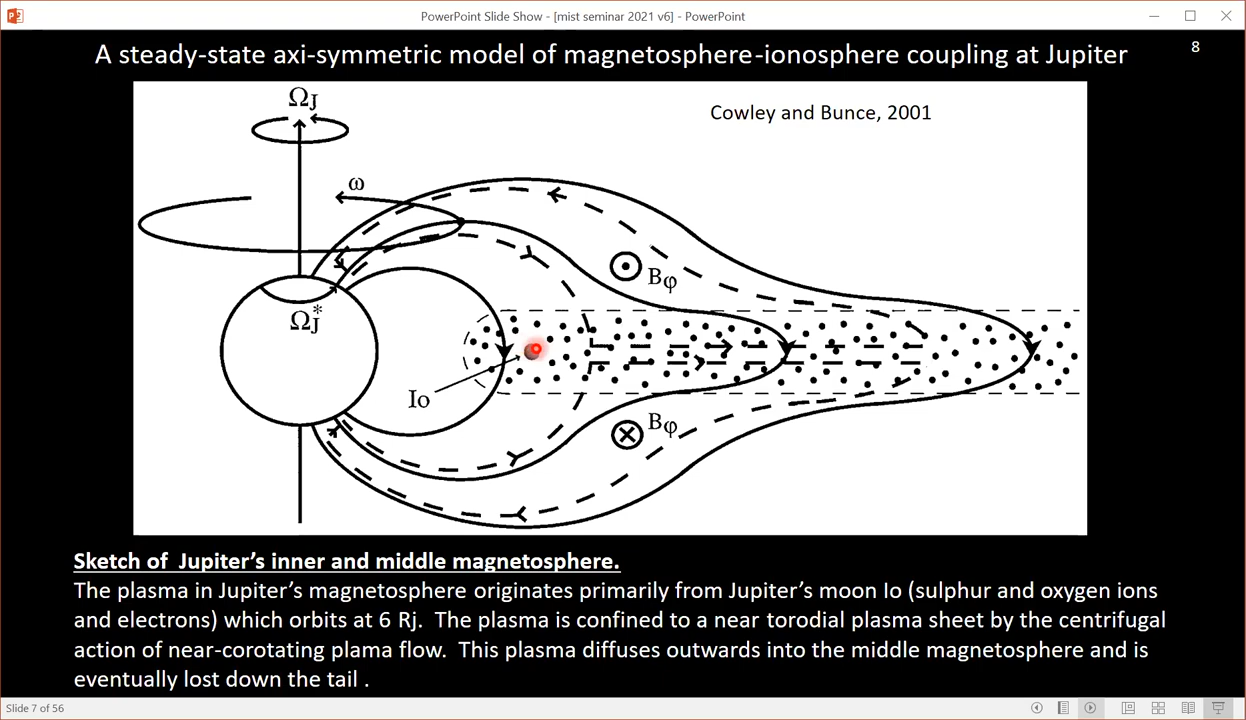 PowerPoint Slide Show - [mist seminar 2021 v6] - PowerPoint
A steady-state axi-symmetric model of magnetosphere-ionosphere coupling at Jupiter
8
ΩJ
Cowley and Bunce, 2001
ω
Bφ
ΩJ*
Io
Bφ
Sketch of Jupiter’s inner and middle magnetosphere.
The plasma in Jupiter’s magnetosphere originates primarily from Jupiter’s moon Io (sulphur and oxygen ions
and electrons) which orbits at 6 Rj. The plasma is confined to a near torodial plasma sheet by the centrifugal
action of near-corotating plama flow. This plasma diffuses outwards into the middle magnetosphere and is
eventually lost down the tail .
Slide 7 of 56